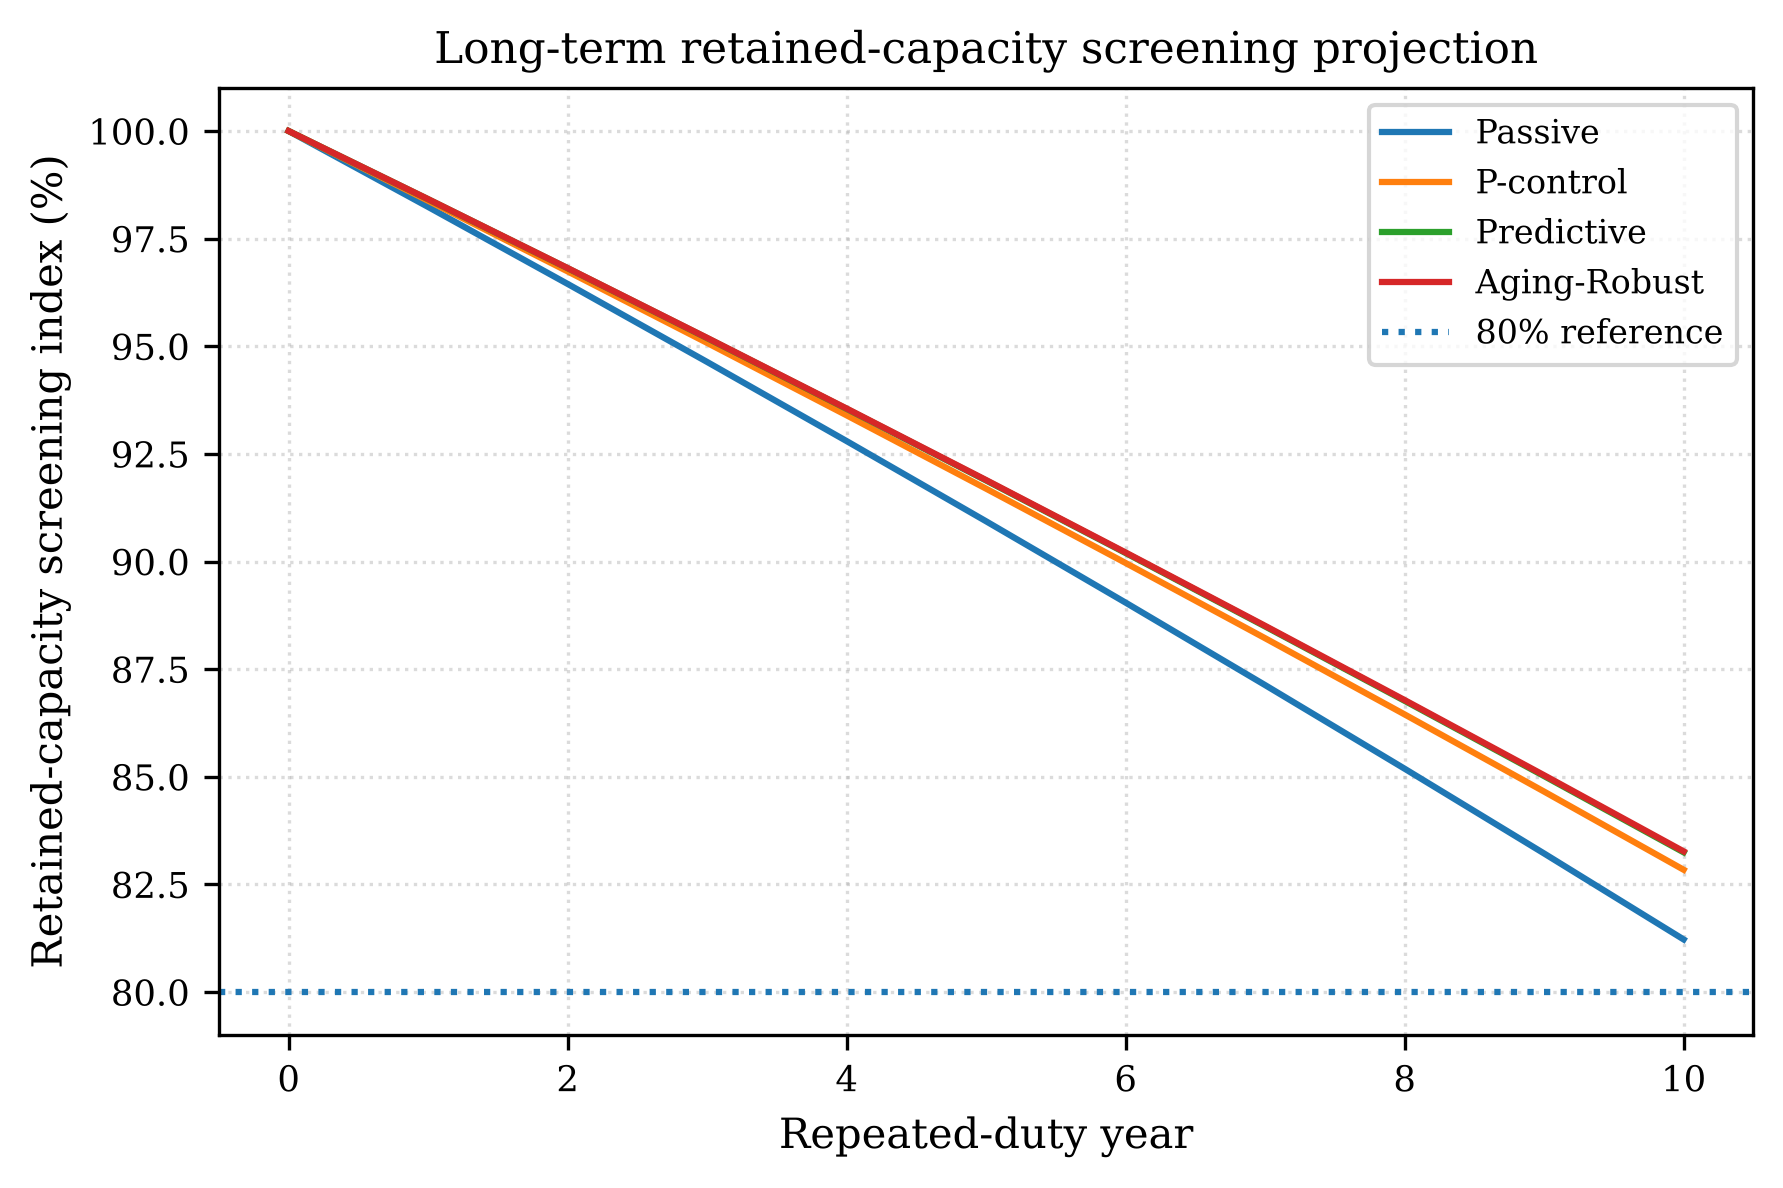 Long-term retained-capacity screening projection
Retained-capacity screening index (%)
100.0
97.5
95.0
92.5
90.0
87.5
85.0
82.5
80.0
Passive
P-control
Predictive
Aging-Robust
80% reference
0 2 4 6 8 10
Repeated-duty year